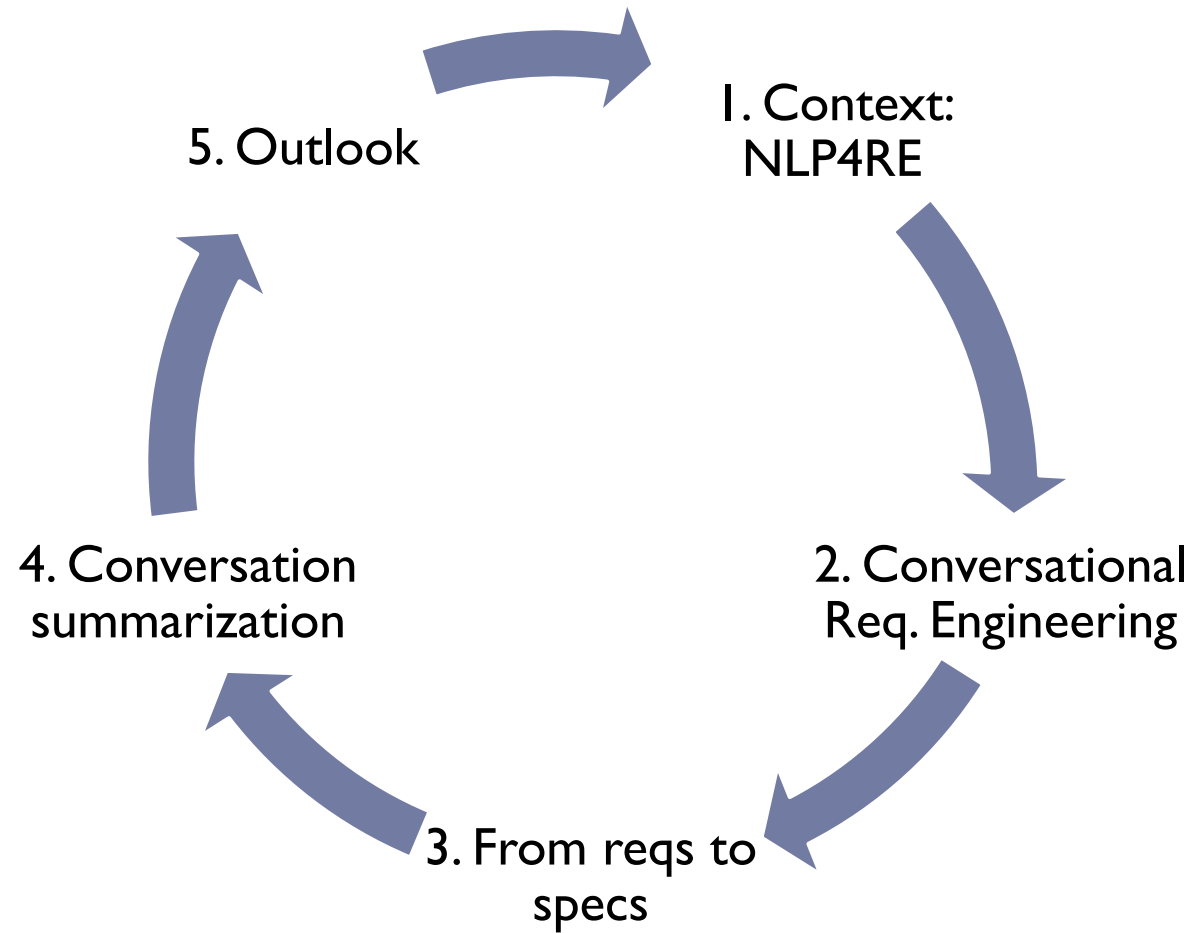 1. Context:
NLP4RE
2. Conversational
Req. Engineering
3. From reqs to
specs
4. Conversation
summarization
5. Outlook